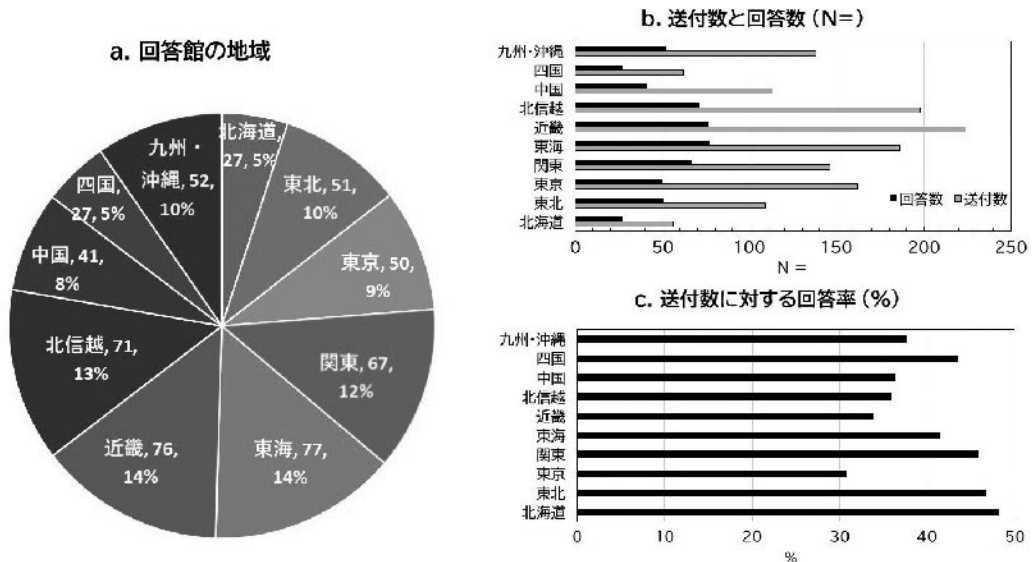 a. 回答館の地域
北海道,
27, 5%
東北, 51,
10%
東京, 50,
9%
関東, 67,
12%
東海, 77,
14%
近畿, 76,
14%
北信越, 71,
13%
中国, 41,
8%
四国,
27, 5%
九州・
沖縄, 52,
10%
b. 送付数と回答数 (N=)
九州・沖縄
四国
中国
北信越
近畿
東海
関東
東京
東北
北海道
■回答数 ■送付数
0 50 100 150 200 250
N =
c. 送付数に対する回答率 (%)
九州・沖縄
四国
中国
北信越
近畿
東海
関東
東京
東北
北海道
0 10 20 30 40 50
%